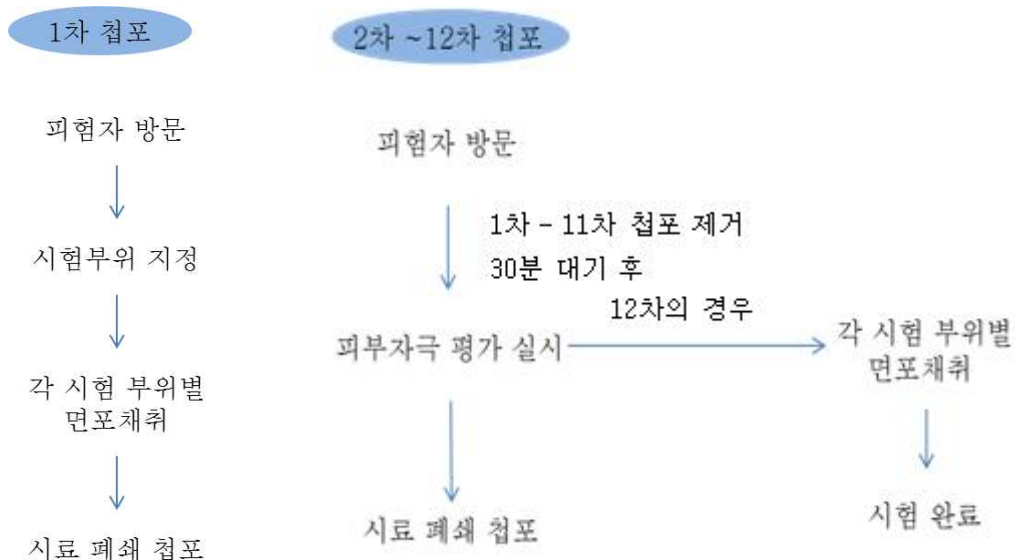 1차 첩포
피험자 방문
시험부위 지정
각 시험 부위별
면포채취
시료 폐쇄 첩포
2차 ~12차 첩포
피험자 방문
1차 - 11차 첩포 제거
30분 대기 후
12차의 경우
피부자극 평가 실시
시료 폐쇄 첩포
각 시험 부위별
면포채취
시험 완료